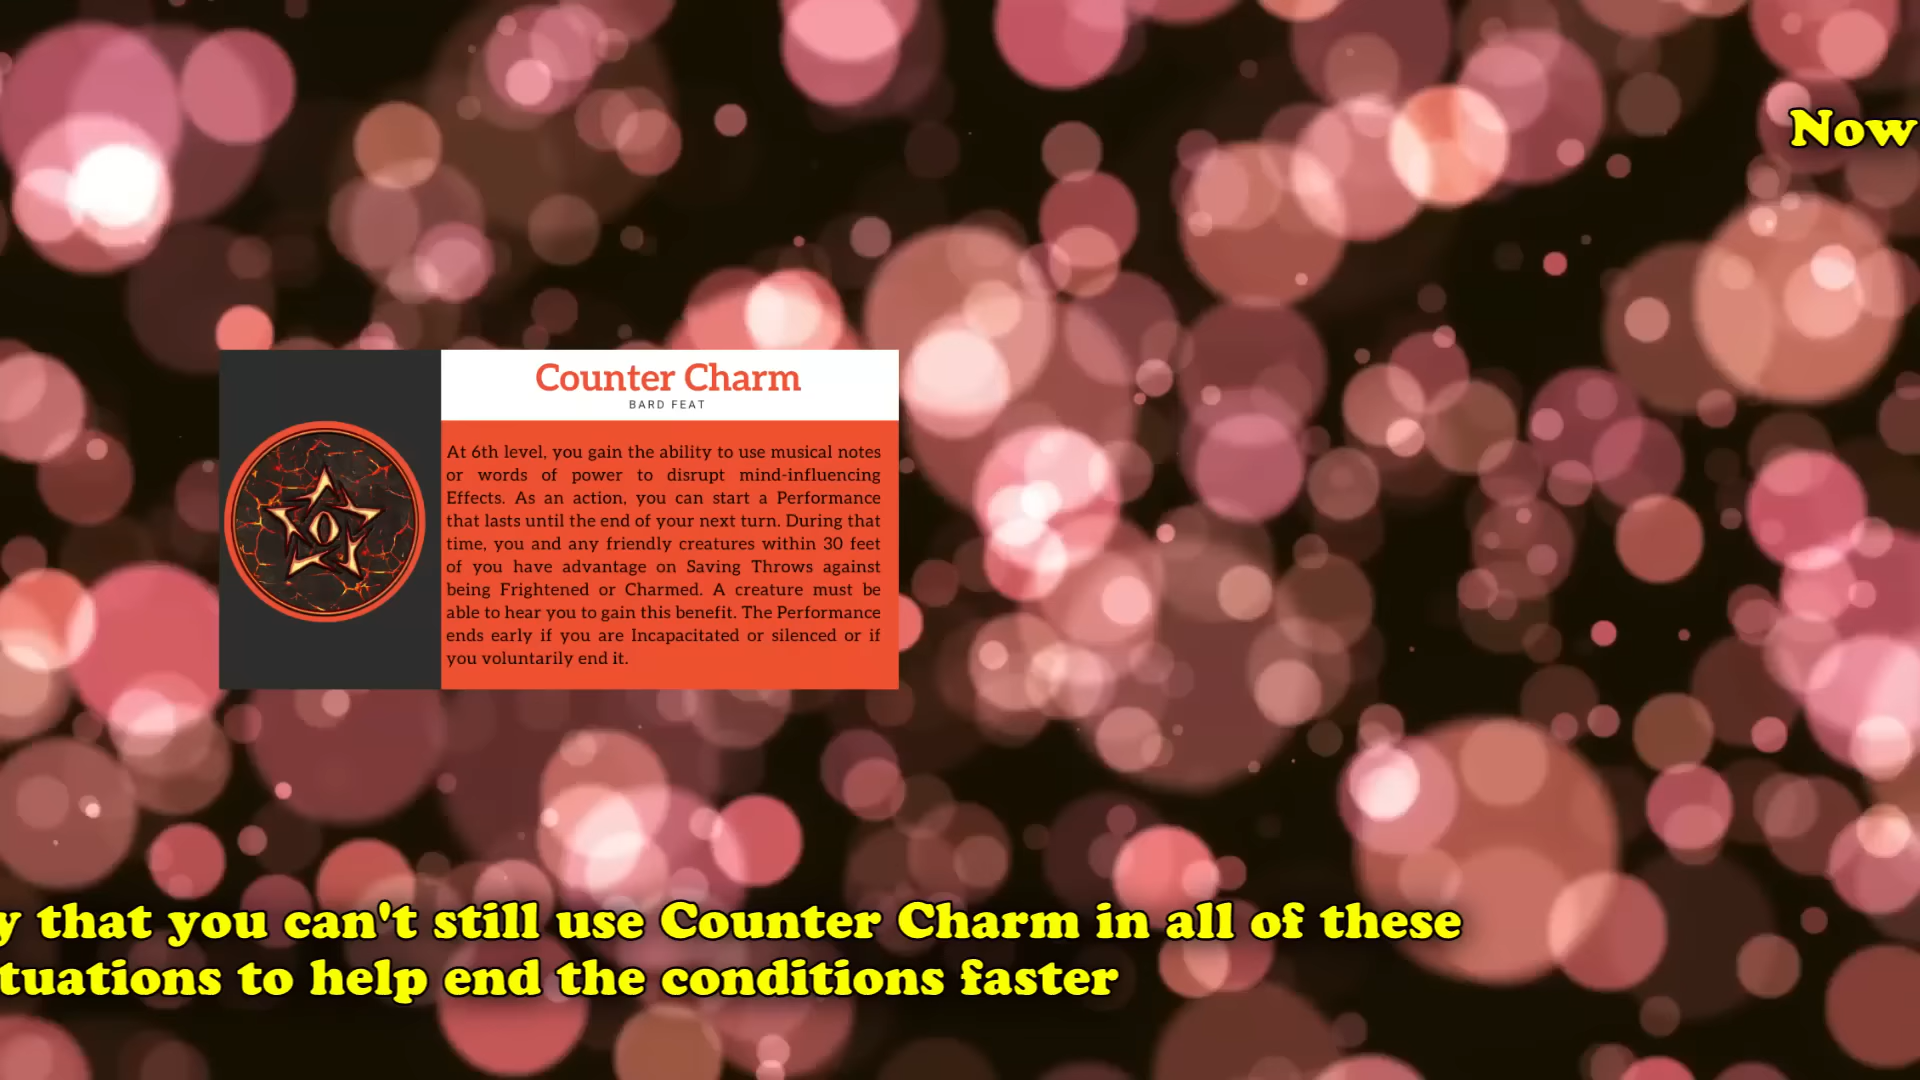 Now
Counter Charm
BARD FEAT
At 6th level, you gain the ability to use musical notes
or words of power to disrupt mind-influencing
Effects. As an action, you can start a Performance
that lasts until the end of your next turn. During that
time, you and any friendly creatures within 30 feet
of you have advantage on Saving Throws against
being Frightened or Charmed. A creature must be
able to hear you to gain this benefit. The Performance
ends early if you are Incapacitated or silenced or if
you voluntarily end it.
y that you can't still use Counter Charm in all of these
tuations to help end the conditions faster